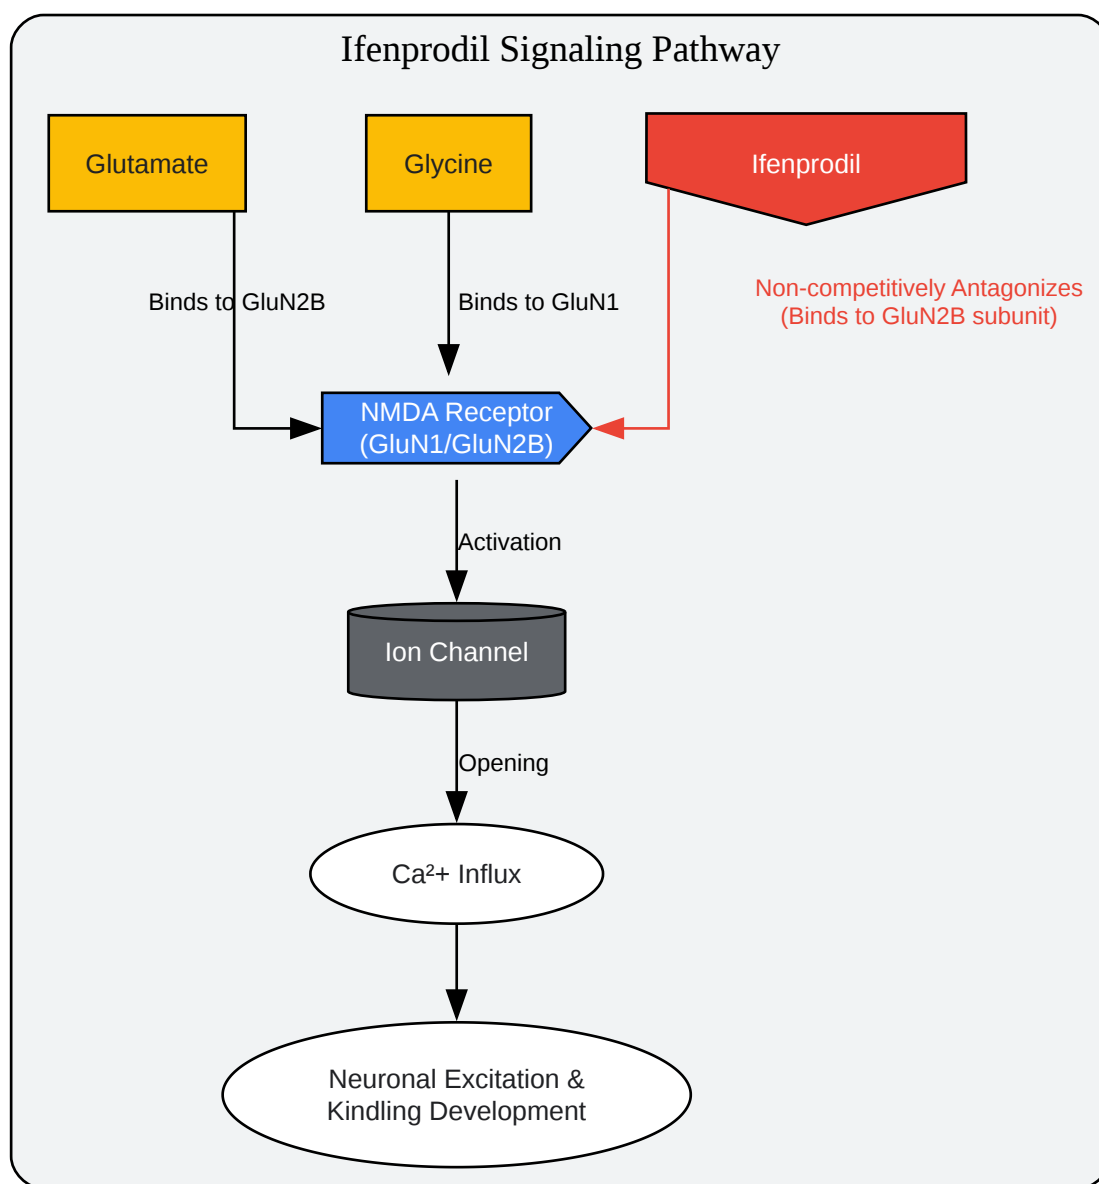 Ifenprodil Signaling Pathway
Glutamate
Glycine
Ifenprodil
Binds to GluN2B
Binds to GluN1
Non-competitively Antagonizes
(Binds to GluN2B subunit)
NMDA Receptor
(GluN1/GluN2B)
Activation
Ion Channel
Opening
Ca²+ Influx
Neuronal Excitation &
Kindling Development